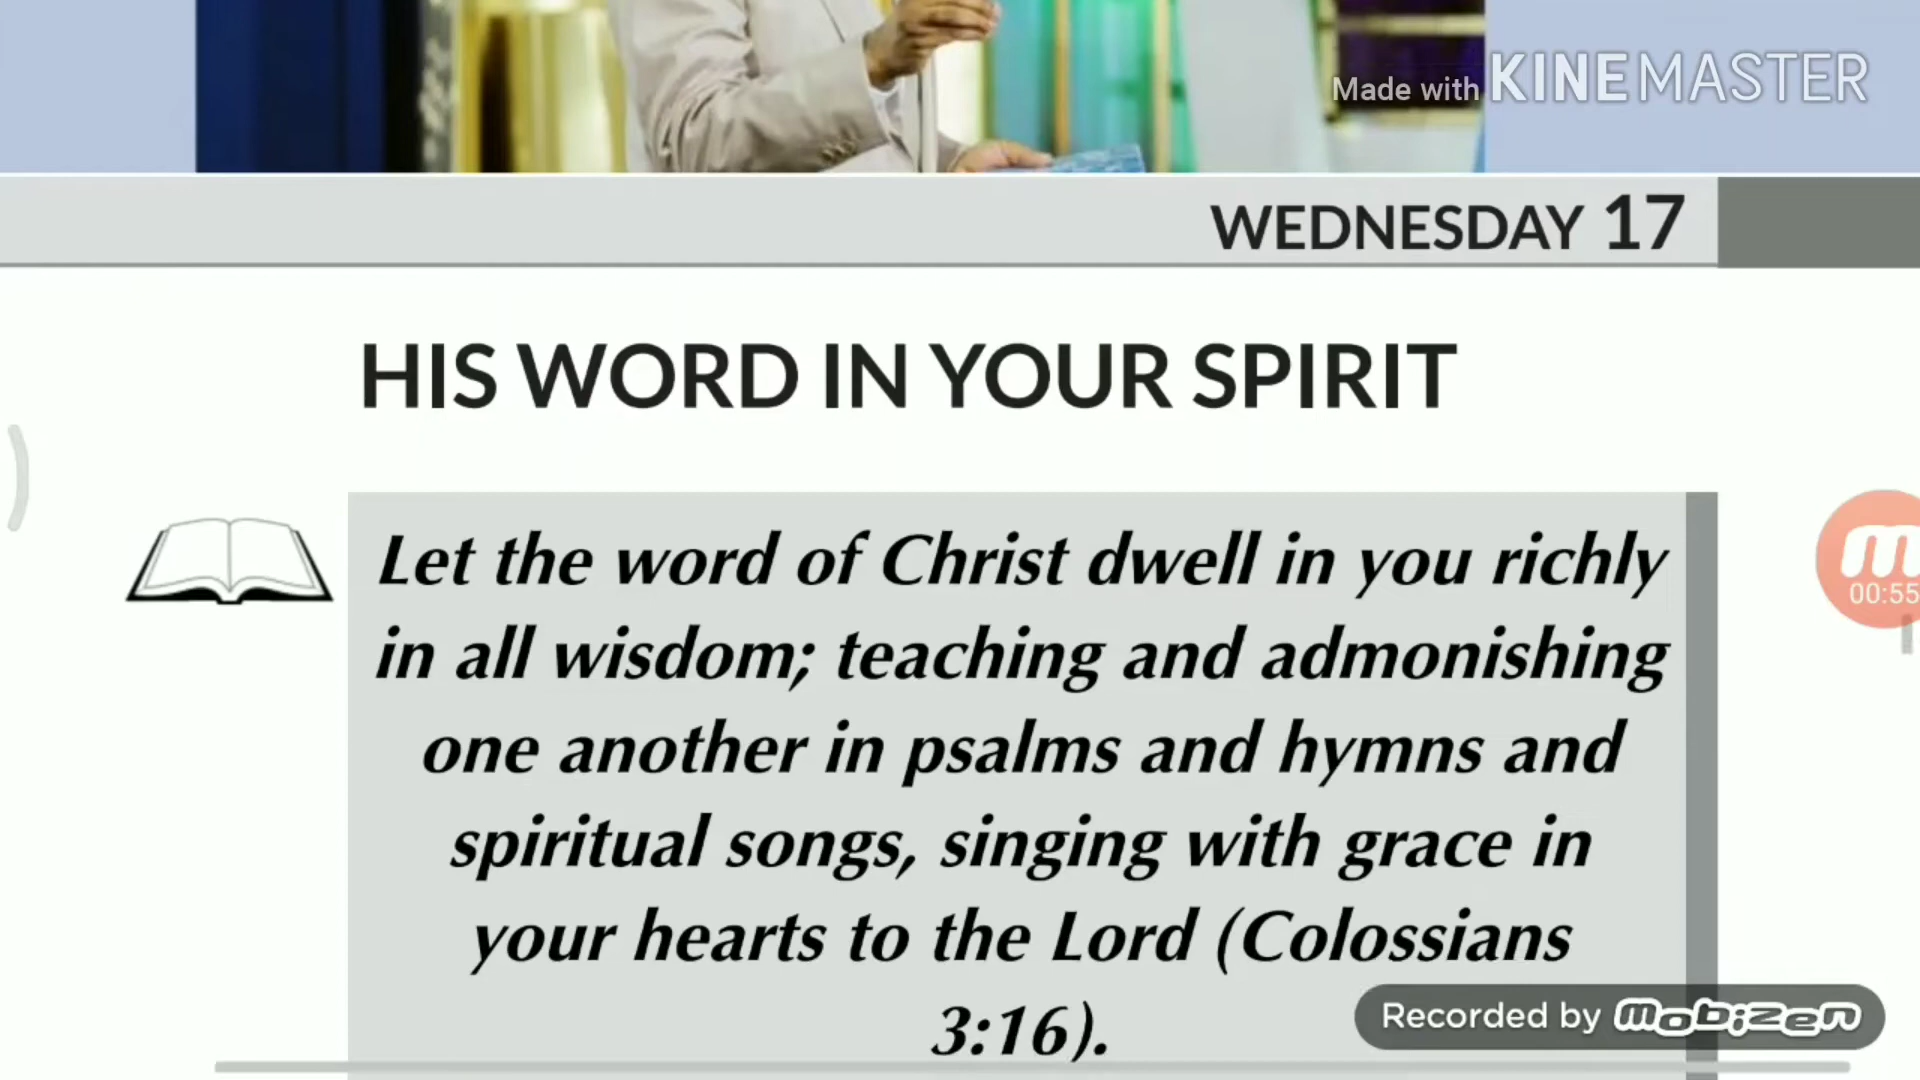 Made with KINEMASTER
WEDNESDAY 17
HIS WORD IN YOUR SPIRIT
Let the word of Christ dwell in you richly
in all wisdom; teaching and admonishing
one another in psalms and hymns and
spiritual songs, singing with grace in
your hearts to the Lord (Colossians
3:16).
00:55
Recorded by mobizen